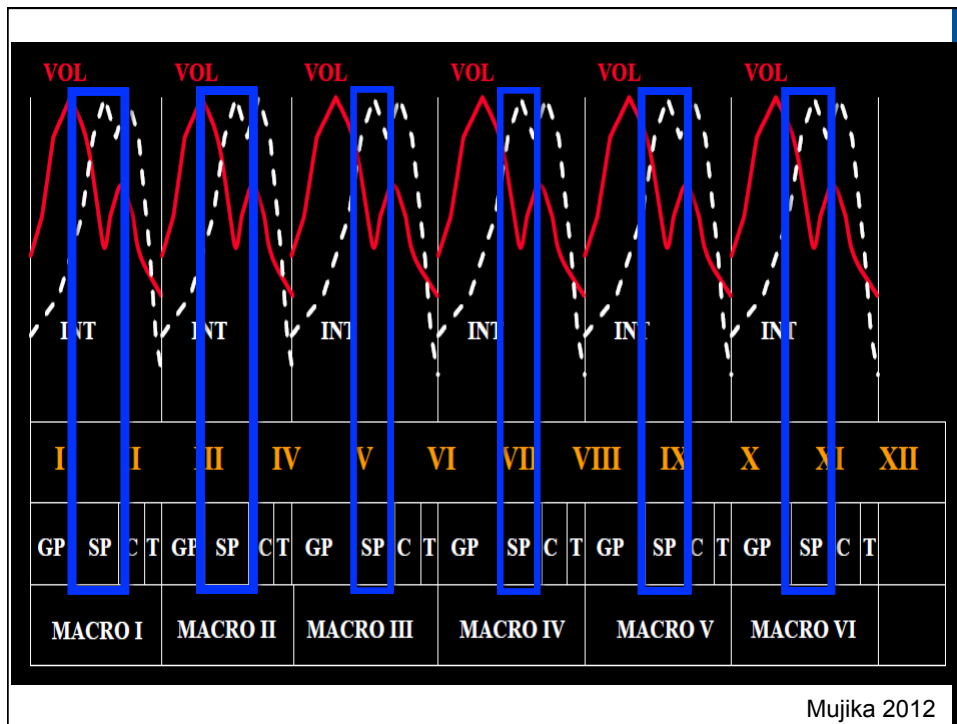 VOL VOL VOL VOL VOL VOL
INT INT INT INT INT INT
I II III IV V VI VII VIII IX X XI XII
GP SP C T GP SP C T GP SP C T GP SP C T GP SP C T GP SP C T
MACRO I MACRO II MACRO III MACRO IV MACRO V MACRO VI
Mujika 2012